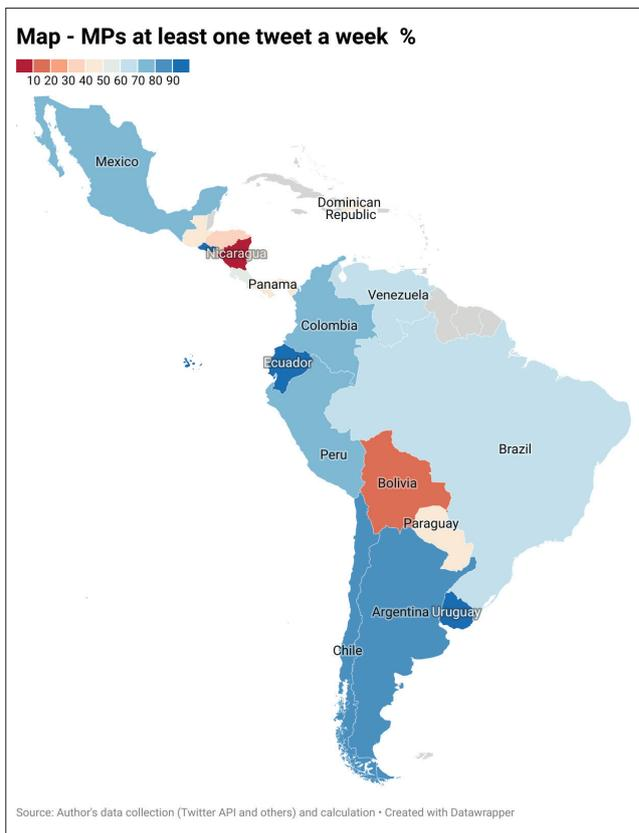 Map - MPs at least one tweet a week %
10 20 30 40 50 60 70 80 90
Mexico
Dominican
Republic
Nicaragua
Panama
Venezuela
Colombia
Ecuador
Brazil
Peru
Bolivia
Paraguay
Argentina Uruguay
Chile
Source: Author's data collection (Twitter API and others) and calculation • Created with Datawrapper